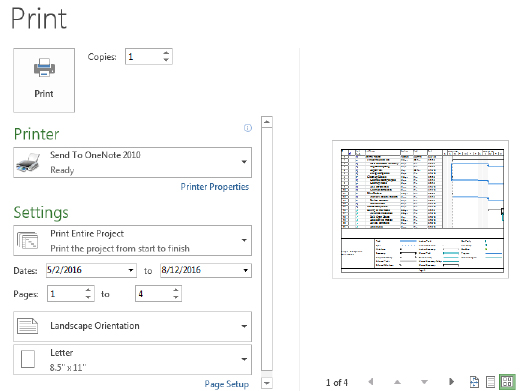 Print
Copies: 1
Print
Printer
Send To OneNote 2010
Ready
Printer Properties
Settings
Print Entire Project
Print the project from start to finish
Dates: 5/2/2016 to 8/12/2016
Pages: 1 to 4
Landscape Orientation
Letter
8.5" x 11"
Page Setup
1 of 4